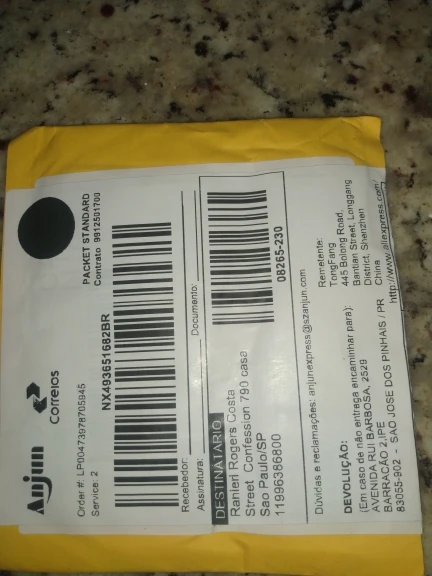 Anjun
Correios
PACKET STANDARD
Contrato 9912501700
Order #: LP00473978705945
Service: 2
NX493651682BR
Recebedor:
Assinatura: Documento:
DESTINATÁRIO
Ranieri Rogers Costa
Street Confession 790 casa
Sao Paulo/SP
11996386800
08265-230
Dúvidas e reclamações: anjunexpress@szanjun.com
Remetente:
TongFang
445 Bolong Road,
Bantian Street, Longgang
District, Shenzhen
China
http://www.aliexpress.com/
DEVOLUÇÃO:
(Em caso de não entrega encaminhar para):
AVENIDA RUI BARBOSA, 2529
BARRACÃO 2,IPE
83055-902 - SAO JOSE DOS PINHAIS / PR